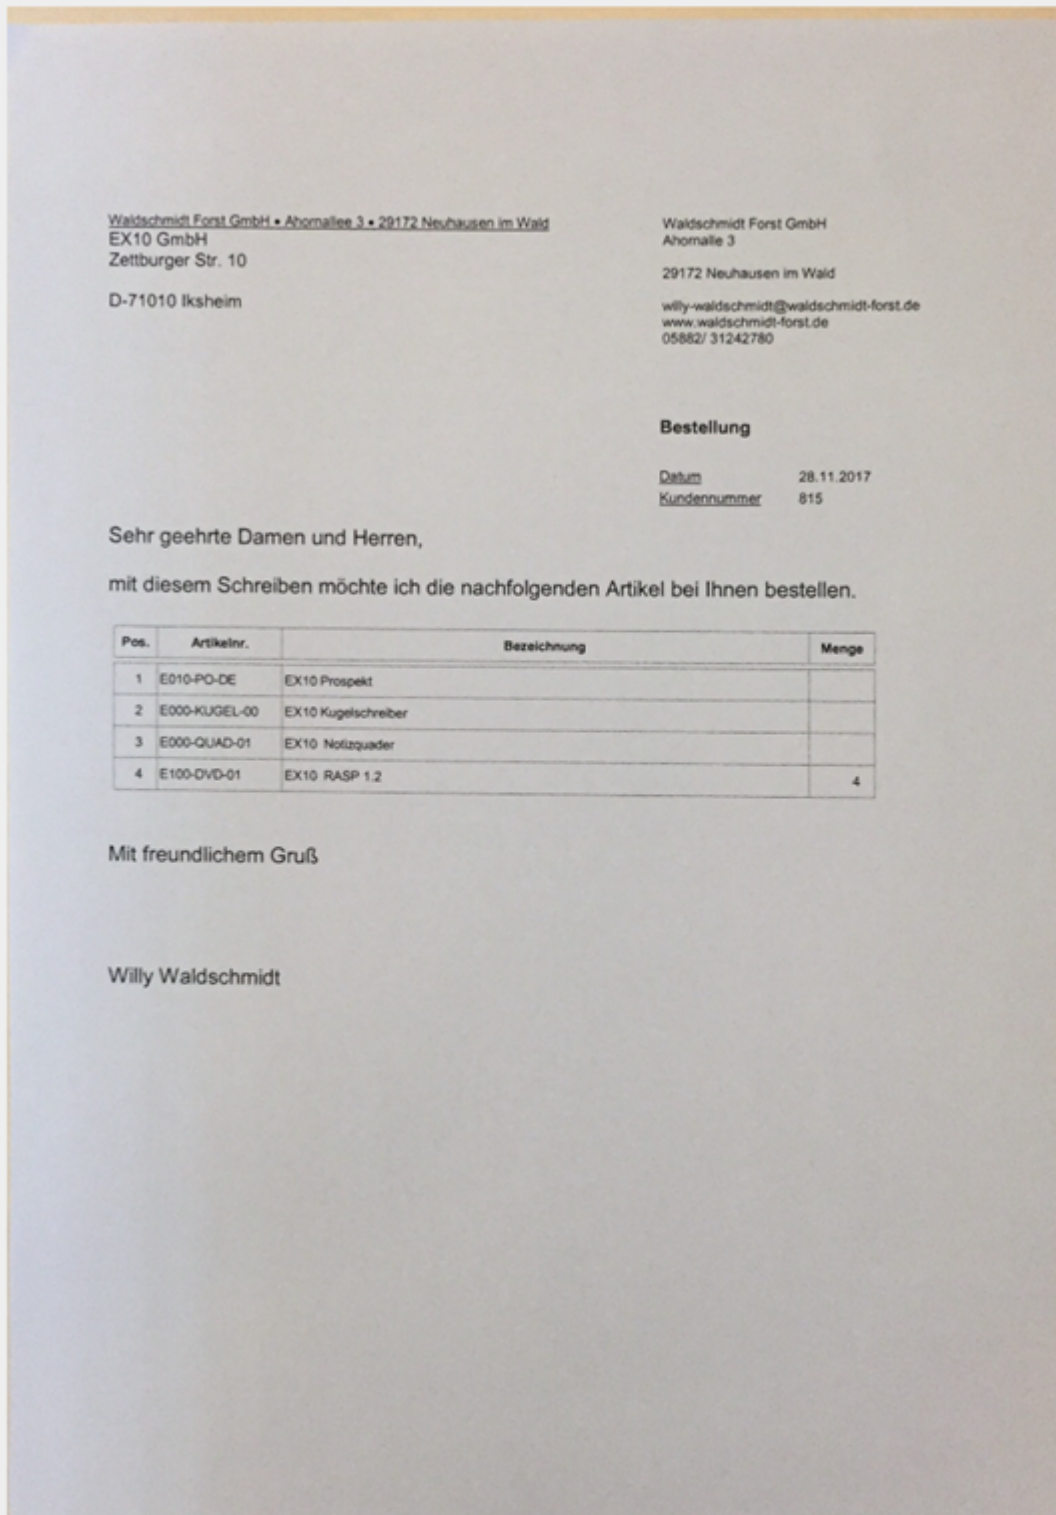 Waldschmidt Forst GmbH • Ahornallee 3 • 29172 Neuhausen im Wald
EX10 GmbH
Zettburger Str. 10
D-71010 Iksheim
Waldschmidt Forst GmbH
Ahornalle 3
29172 Neuhausen im Wald
willy-waldschmidt@waldschmidt-forst.de
www.waldschmidt-forst.de
05882/ 31242780
Bestellung
Datum 28.11.2017
Kundennummer 815
Sehr geehrte Damen und Herren,
mit diesem Schreiben möchte ich die nachfolgenden Artikel bei Ihnen bestellen.
Pos. Artikelnr. Bezeichnung Menge
1 E010-PO-DE EX10 Prospekt
2 E000-KUGEL-00 EX10 Kugelschreiber
3 E000-QUAD-01 EX10 Notizquader
4 E100-DVD-01 EX10 RASP 1.2 4
Mit freundlichem Gruß
Willy Waldschmidt